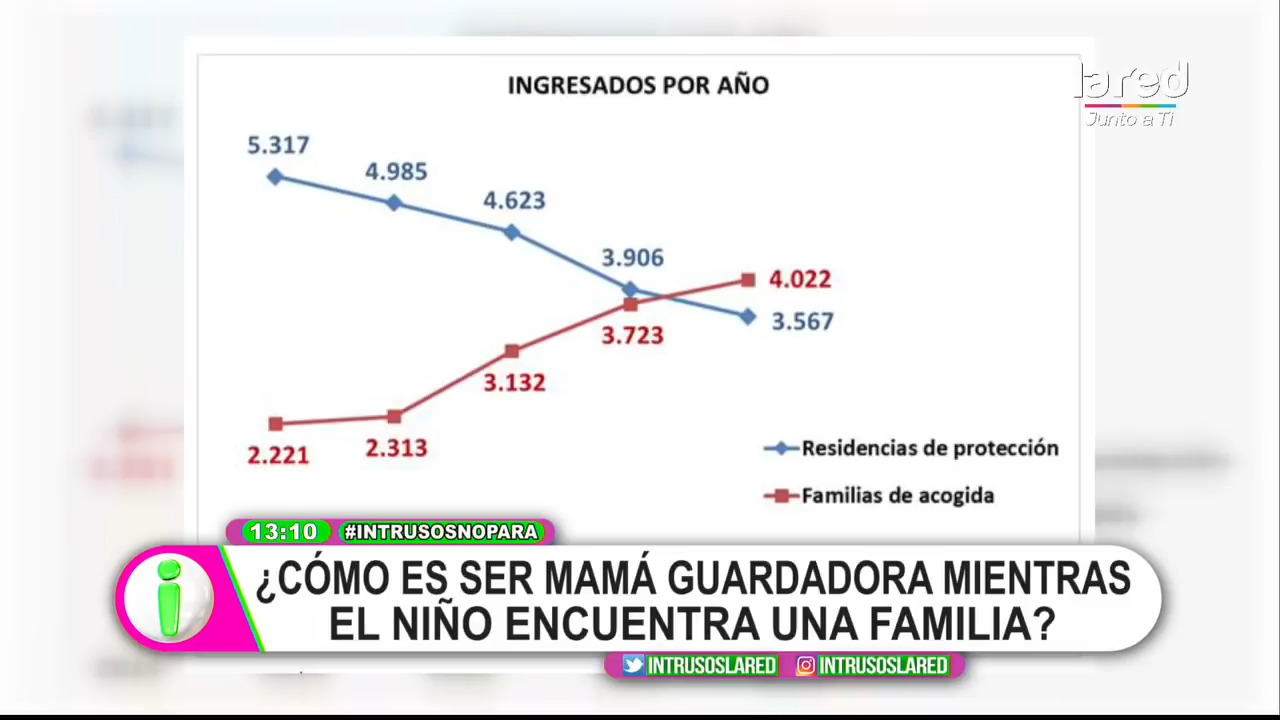 INGRESADOS POR AÑO
lared
Junto a Ti
5.317
4.985
4.623
3.906
4.022
3.567
3.723
3.132
2.221
2.313
Residencias de protección
Familias de acogida
13:10 #INTRUSOSNOPARA
¿CÓMO ES SER MAMÁ GUARDADORA MIENTRAS
EL NIÑO ENCUENTRA UNA FAMILIA?
INTRUSOSLARED INTRUSOSLARED